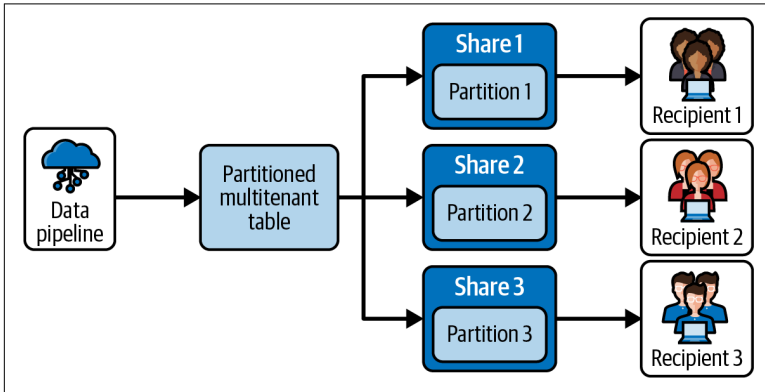 Data
pipeline
Partitioned
multitenant
table
Share 1
Partition 1
Recipient 1
Share 2
Partition 2
Recipient 2
Share 3
Partition 3
Recipient 3